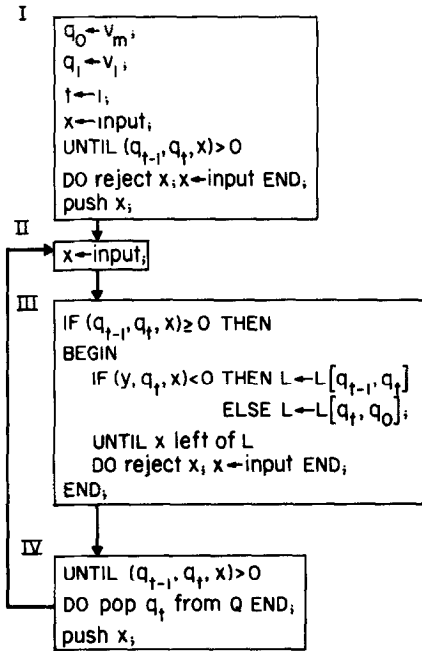 I
q₀←vₘ;
q₁←v₁;
t←1;
x←input;
UNTIL (qₜ₋₁, qₜ, x)>0
DO reject x; x←input END;
push x;
II
x←input;
III
IF (qₜ₋₁, qₜ, x)≥0 THEN
BEGIN
IF (y, qₜ, x)<0 THEN L←L[qₜ₋₁, qₜ]
ELSE L←L[qₜ, q₀];
UNTIL x left of L
DO reject x; x←input END;
END;
IV
UNTIL (qₜ₋₁, qₜ, x)>0
DO pop qₜ from Q END;
push x;